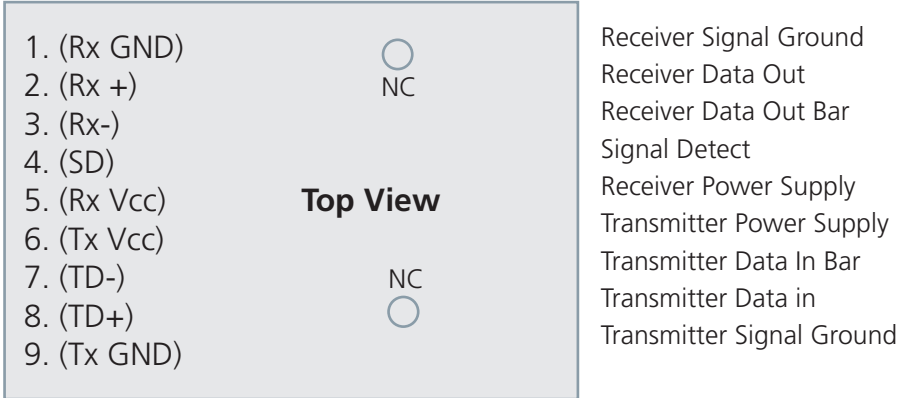 1. (Rx GND)
2. (Rx +)
3. (Rx-)
4. (SD)
5. (Rx Vcc)
6. (Tx Vcc)
7. (TD-)
8. (TD+)
9. (Tx GND)
NC
Top View
NC
Receiver Signal Ground
Receiver Data Out
Receiver Data Out Bar
Signal Detect
Receiver Power Supply
Transmitter Power Supply
Transmitter Data In Bar
Transmitter Data in
Transmitter Signal Ground